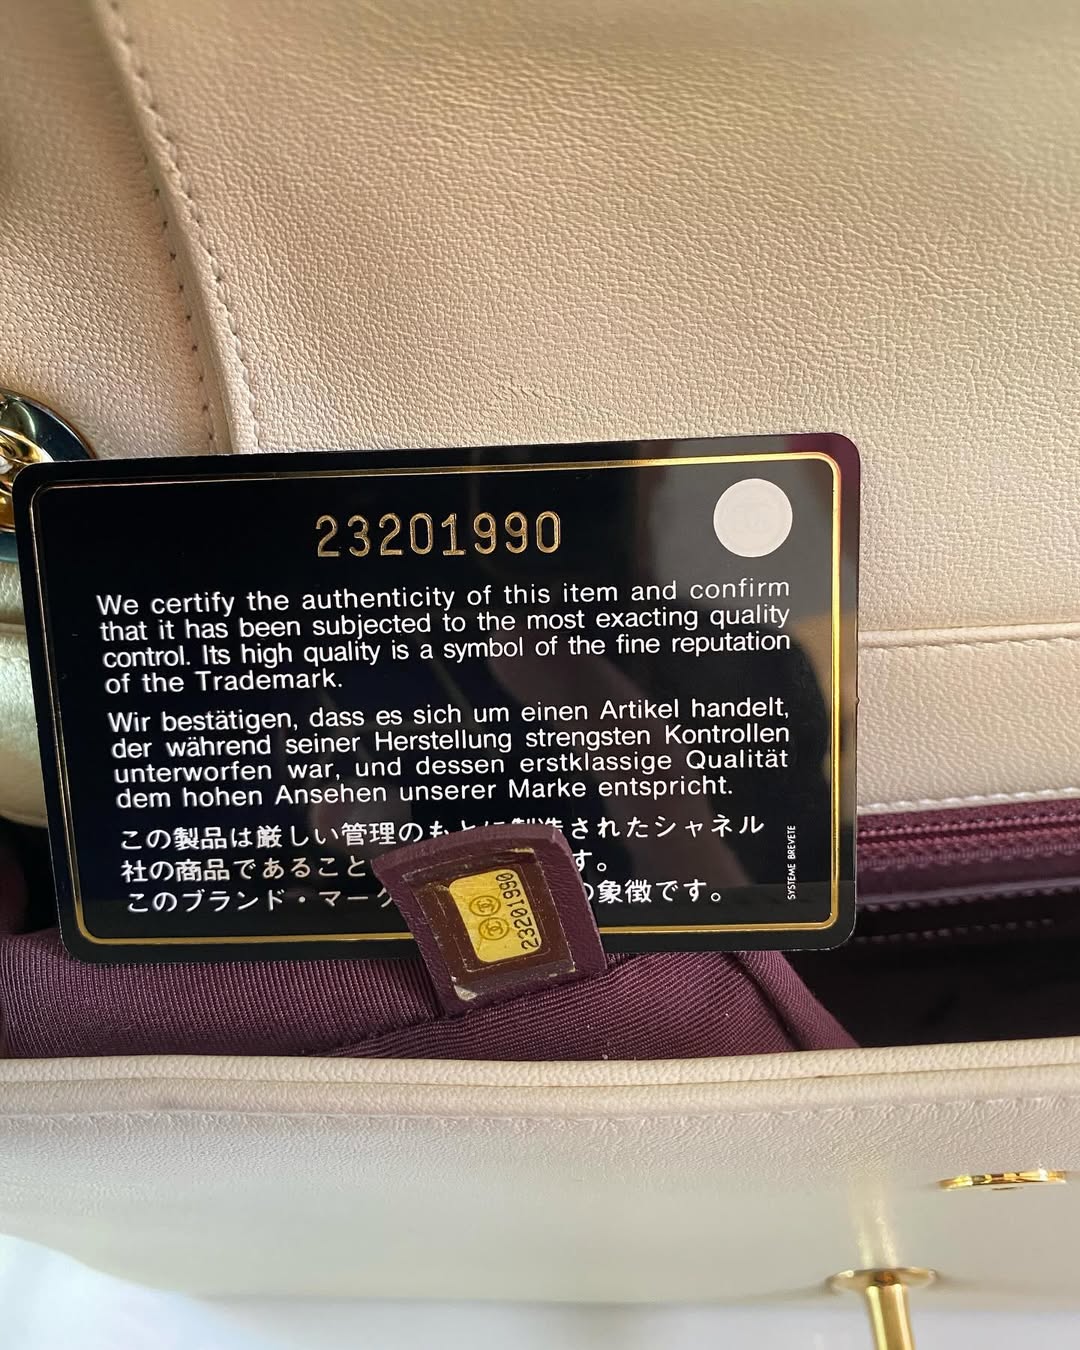 23201990
We certify the authenticity of this item and confirm
that it has been subjected to the most exacting quality
control. Its high quality is a symbol of the fine reputation
of the Trademark.
Wir bestätigen, dass es sich um einen Artikel handelt,
der während seiner Herstellung strengsten Kontrollen
unterworfen war, und dessen erstklassige Qualität
dem hohen Ansehen unserer Marke entspricht.
この製品は厳しい管理のもとに製造されたシャネル
社の商品であること す。
このブランド・マーク の象徴です。
SYSTEME BREVETE
23201990